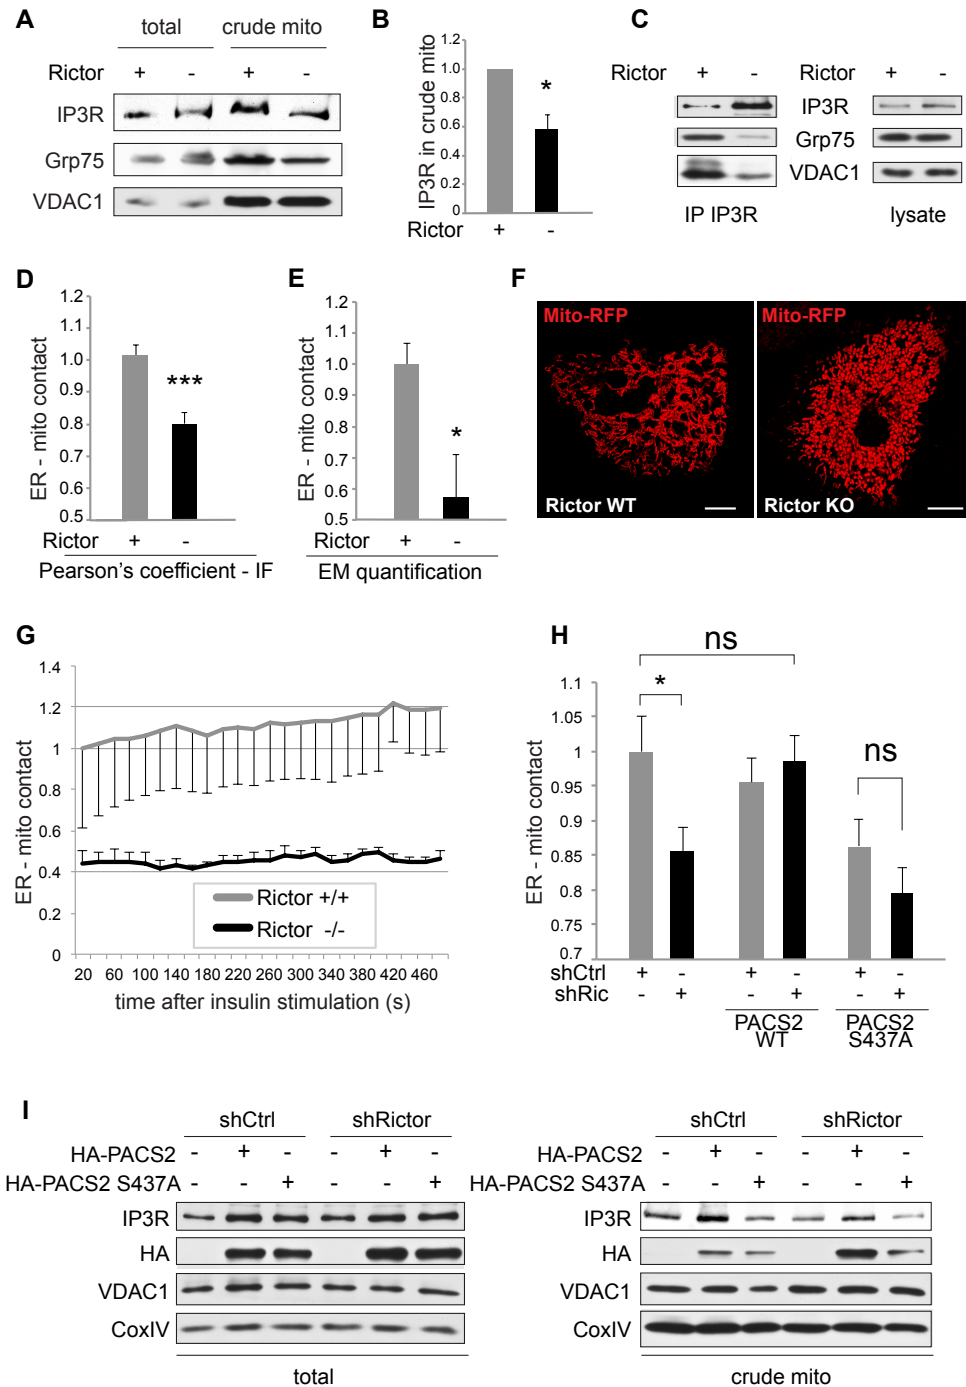 A
total crude mito
Rictor + - + -
IP3R
Grp75
VDAC1
B
IP3R in crude mito
1.2
1.0
0.8
0.6
0.4
0.2
0
*
Rictor + -
C
Rictor + - Rictor + -
IP3R
Grp75
VDAC1
IP IP3R lysate
D
ER - mito contact
1.2
1.1
1.0
0.9
0.8
0.7
0.6
0.5
***
Rictor + -
Pearson's coefficient - IF
E
ER - mito contact
1.2
1.1
1.0
0.9
0.8
0.7
0.6
0.5
*
Rictor + -
EM quantification
F
Mito-RFP Mito-RFP
Rictor WT Rictor KO
G
ER - mito contact
1.4
1.2
1
0.8
0.6
0.4
0.2
0
Rictor +/+
Rictor -/-
20 60 100 140 180 220 260 300 340 380 420 460
time after insulin stimulation (s)
H
ns
*
ns
ER - mito contact
1.1
1.05
1
0.95
0.9
0.85
0.8
0.75
0.7
shCtrl + - + - + -
shRic - + - + - +
PACS2 PACS2
WT S437A
I
shCtrl shRictor
HA-PACS2 - + - - + -
HA-PACS2 S437A - - + - - +
IP3R
HA
VDAC1
CoxIV
total
shCtrl shRictor
HA-PACS2 - + - - + -
HA-PACS2 S437A - - + - - +
IP3R
HA
VDAC1
CoxIV
crude mito